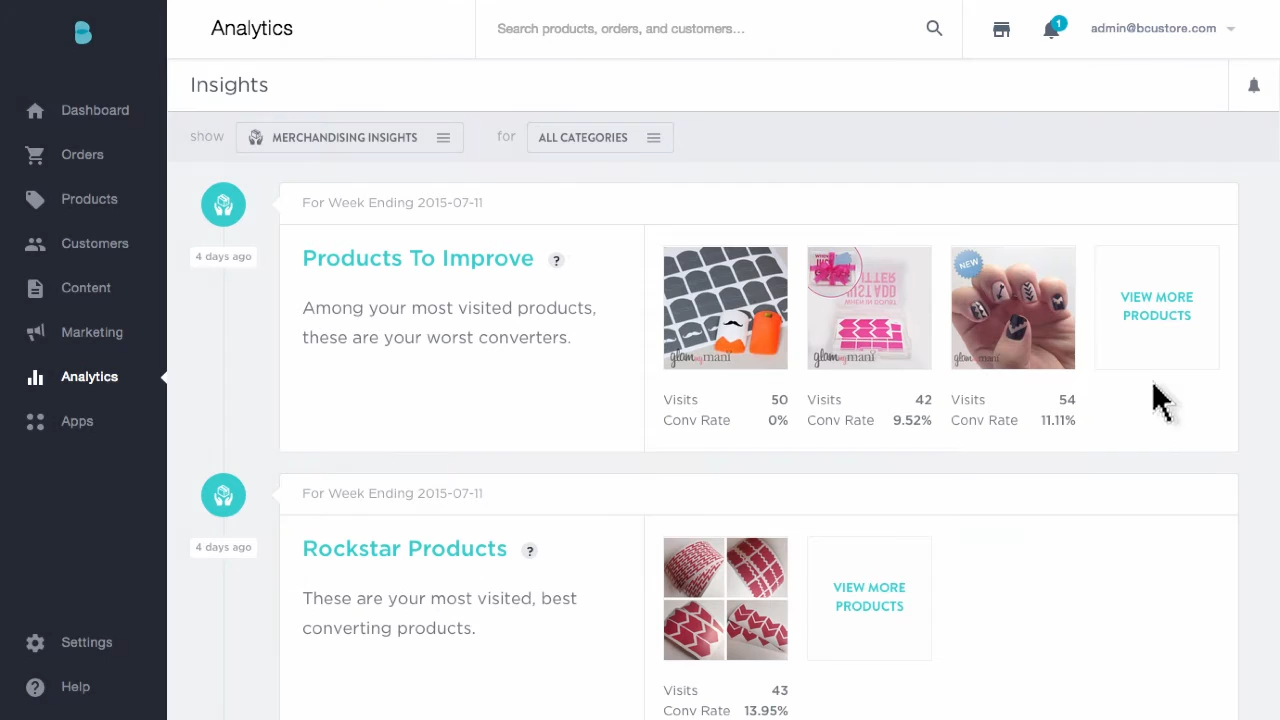 Analytics
Search products, orders, and customers...
1
admin@bcustore.com
Insights
Dashboard
Orders
Products
Customers
Content
Marketing
Analytics
Apps
Settings
Help
show
MERCHANDISING INSIGHTS
for
ALL CATEGORIES
For Week Ending 2015-07-11
4 days ago
Products To Improve ?
Among your most visited products,
these are your worst converters.
glam my mani
glam my mani
NEW
VIEW MORE
PRODUCTS
Visits 50
Conv Rate 0%
Visits 42
Conv Rate 9.52%
Visits 54
Conv Rate 11.11%
For Week Ending 2015-07-11
4 days ago
Rockstar Products ?
These are your most visited, best
converting products.
VIEW MORE
PRODUCTS
Visits 43
Conv Rate 13.95%